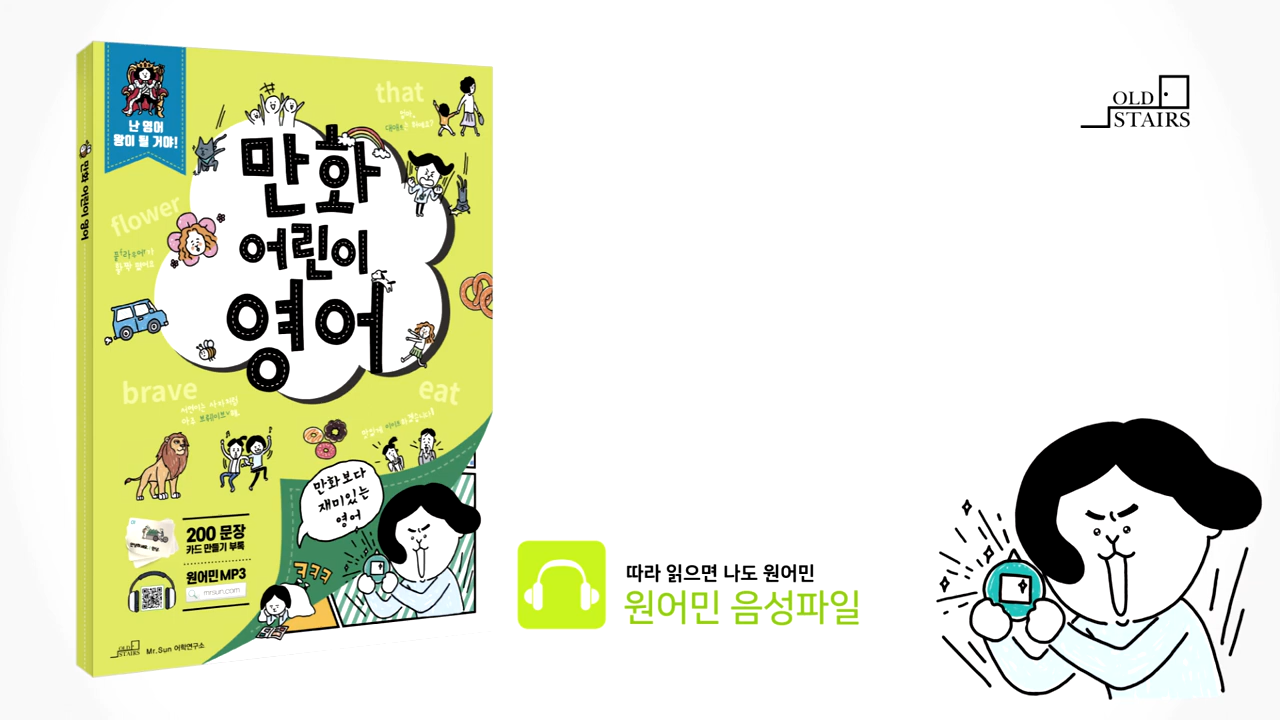 난 영어
왕이 될 거야!
that
엄마,
flower
만화
어린이
영어
만화 어린이 영어
brave
eat
만화보다
재미있는
영어
ㅋㅋㅋ
200 문장
카드 만들기 부록
원어민 MP3
mrsun.com
OLD
STAIRS
Mr.Sun 어학연구소
따라 읽으면 나도 원어민
원어민 음성파일
OLD
STAIRS